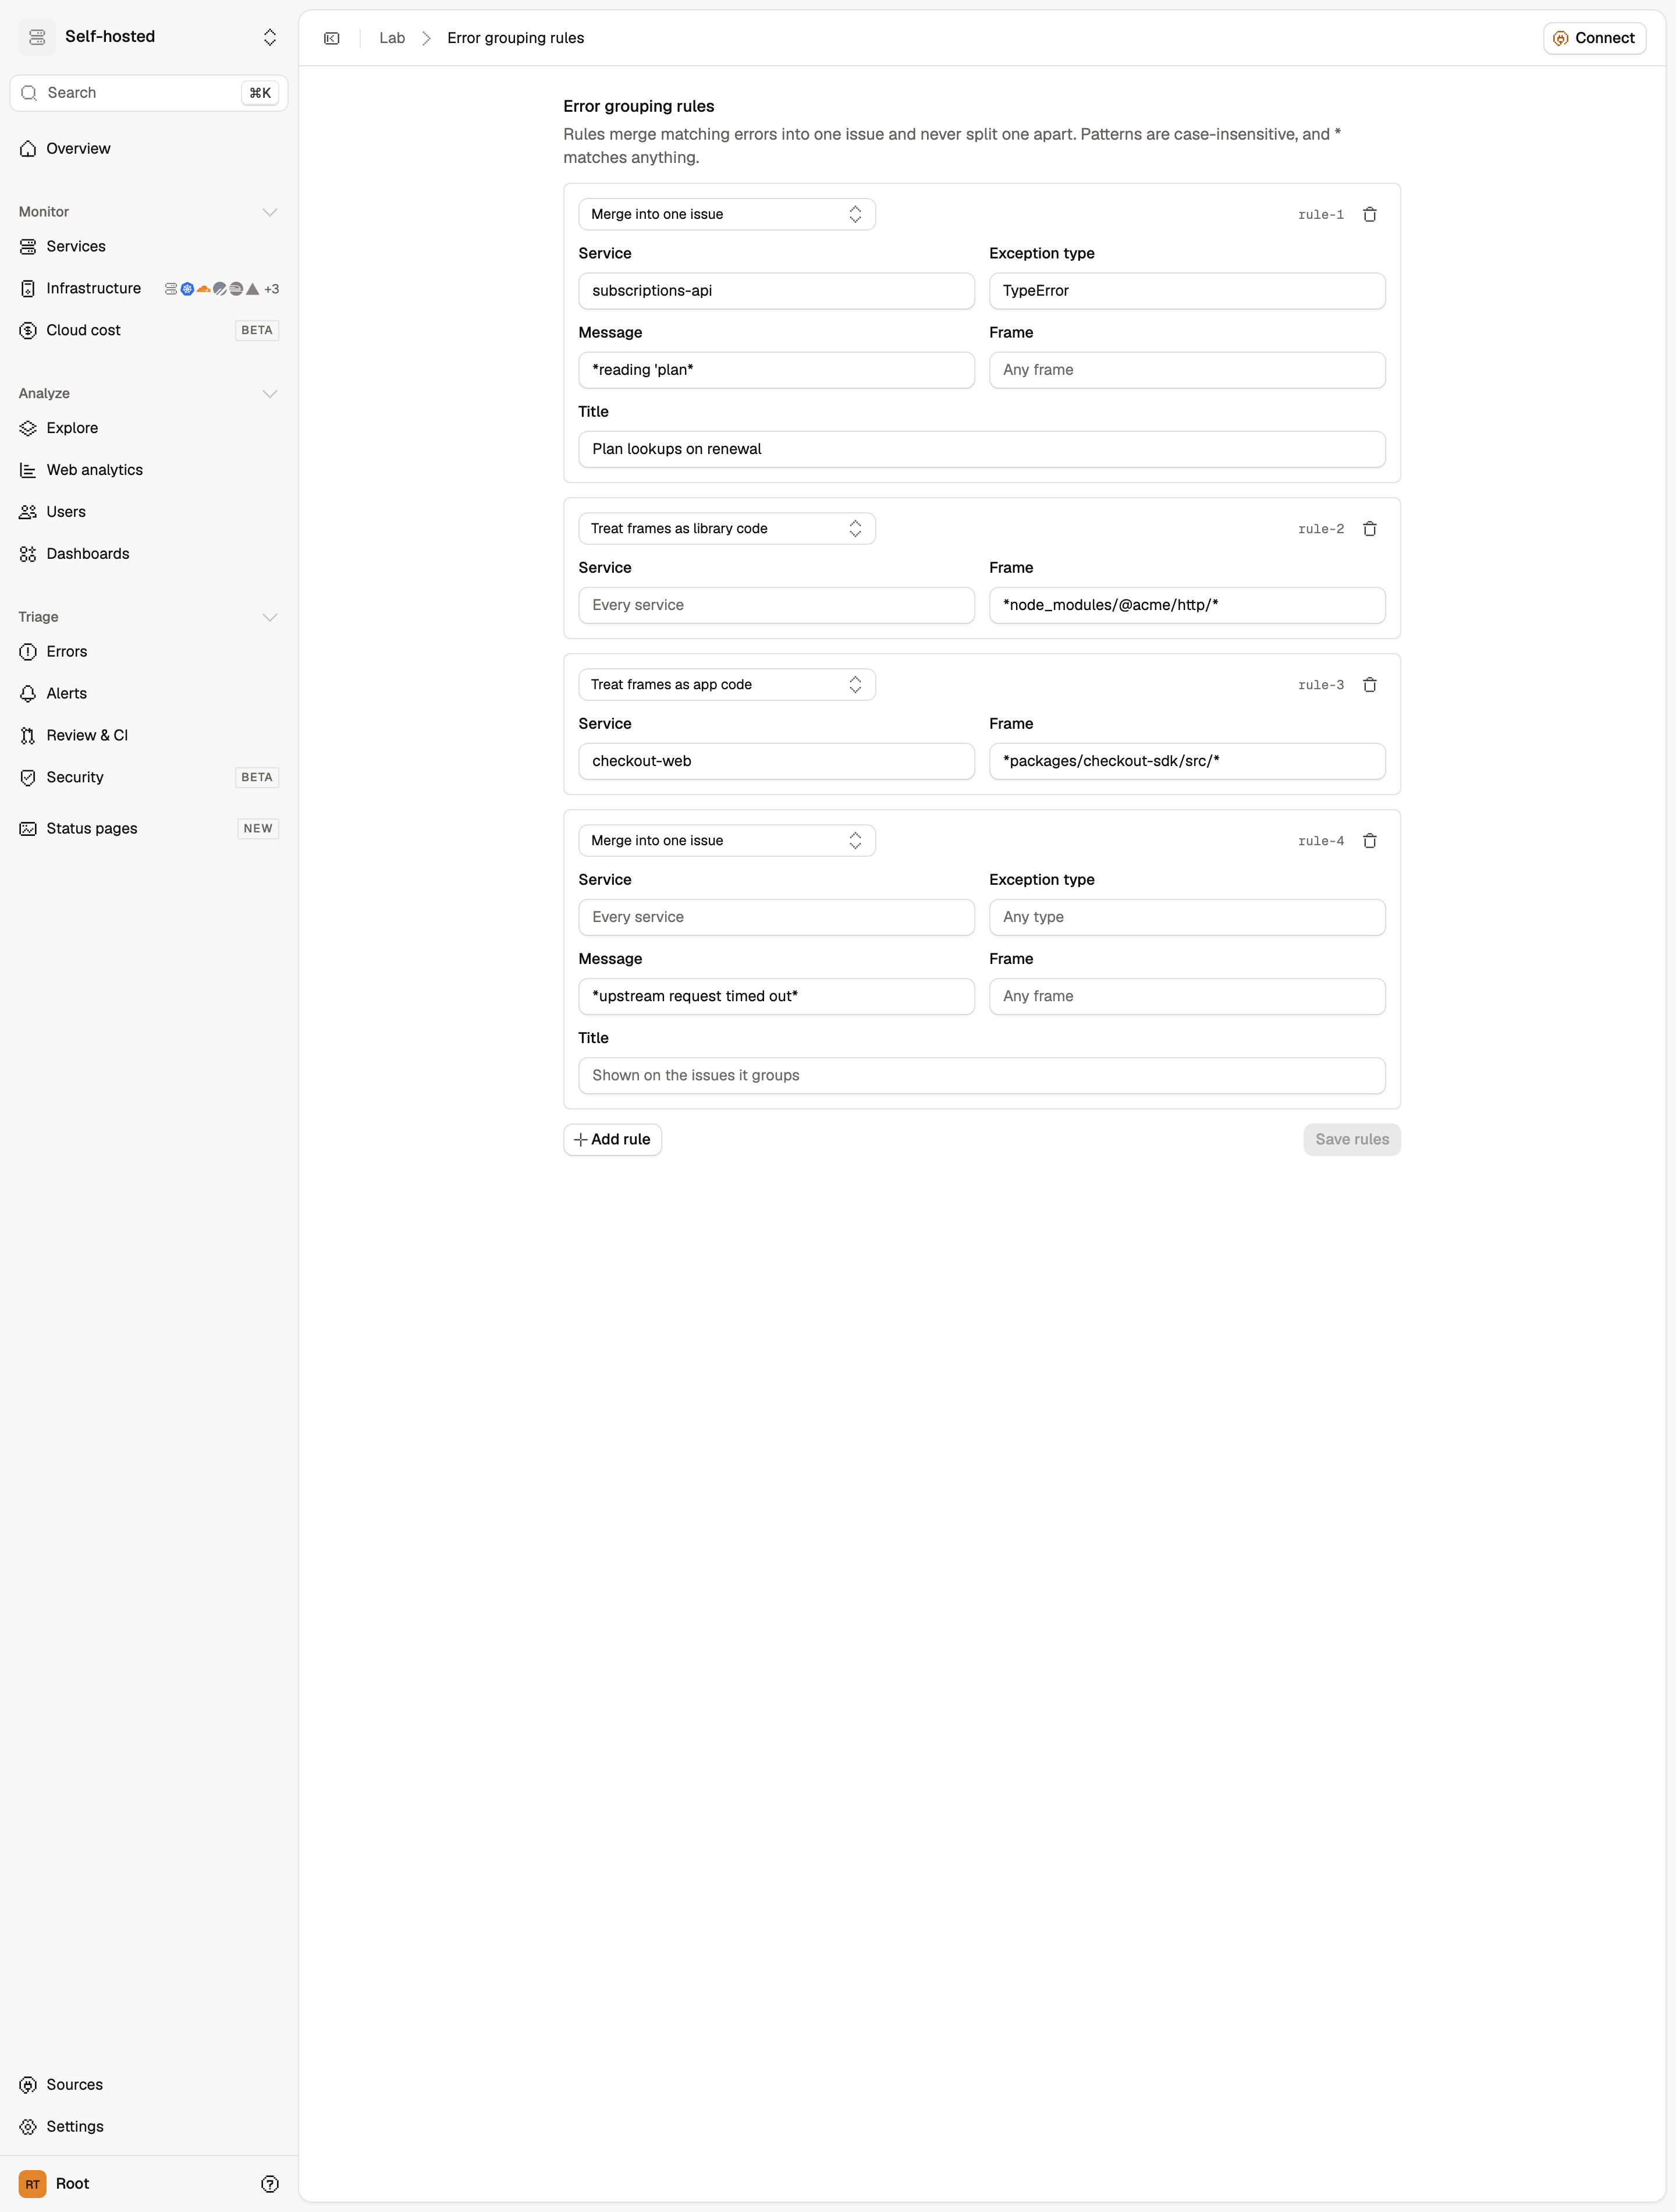 Self-hosted
Search ⌘K
Overview
Monitor
Services
Infrastructure +3
Cloud cost BETA
Analyze
Explore
Web analytics
Users
Dashboards
Triage
Errors
Alerts
Review & CI
Security BETA
Status pages NEW
Sources
Settings
RT Root
Lab Error grouping rules
Connect
Error grouping rules
Rules merge matching errors into one issue and never split one apart. Patterns are case-insensitive, and *
matches anything.
Merge into one issue rule-1
Service Exception type
subscriptions-api TypeError
Message Frame
*reading 'plan* Any frame
Title
Plan lookups on renewal
Treat frames as library code rule-2
Service Frame
Every service *node_modules/@acme/http/*
Treat frames as app code rule-3
Service Frame
checkout-web *packages/checkout-sdk/src/*
Merge into one issue rule-4
Service Exception type
Every service Any type
Message Frame
*upstream request timed out* Any frame
Title
Shown on the issues it groups
Add rule Save rules